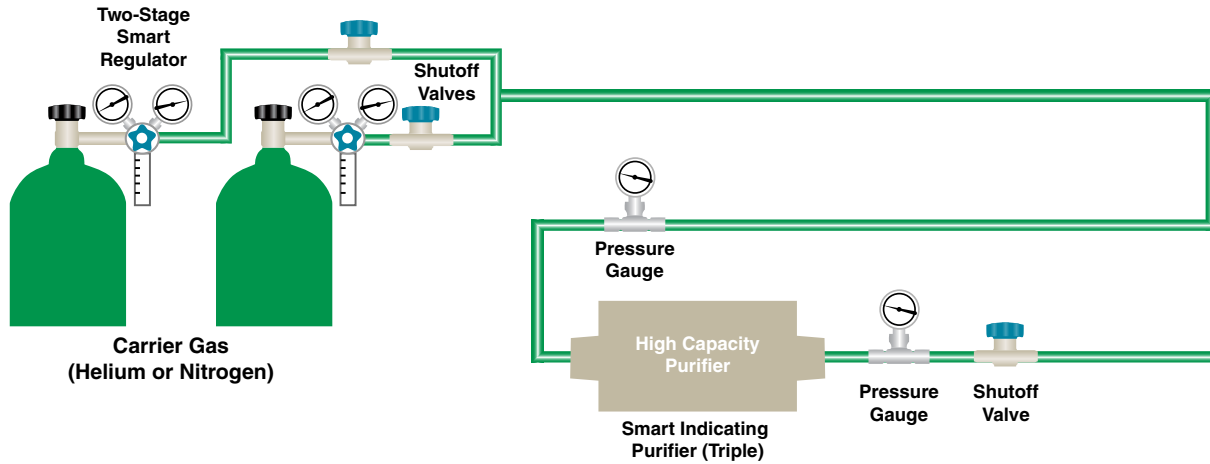 Two-Stage
Smart
Regulator
Shutoff
Valves
Carrier Gas
(Helium or Nitrogen)
Pressure
Gauge
High Capacity
Purifier
Smart Indicating
Purifier (Triple)
Pressure
Gauge
Shutoff
Valve